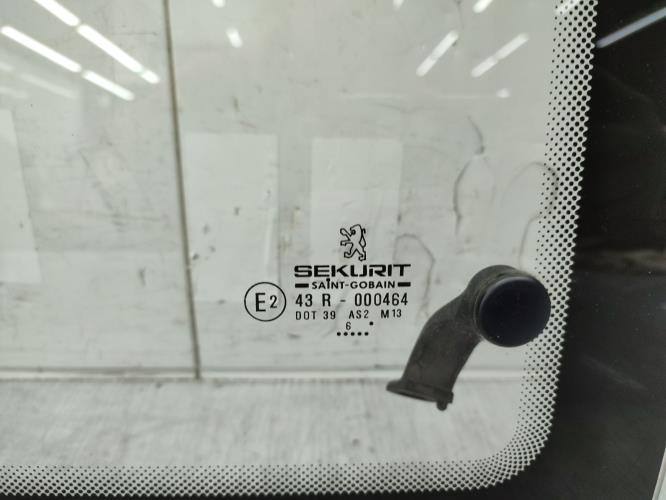 SEKURIT
SAINT-GOBAIN
E2 43 R - 000464
DOT 39 AS2 M13
6